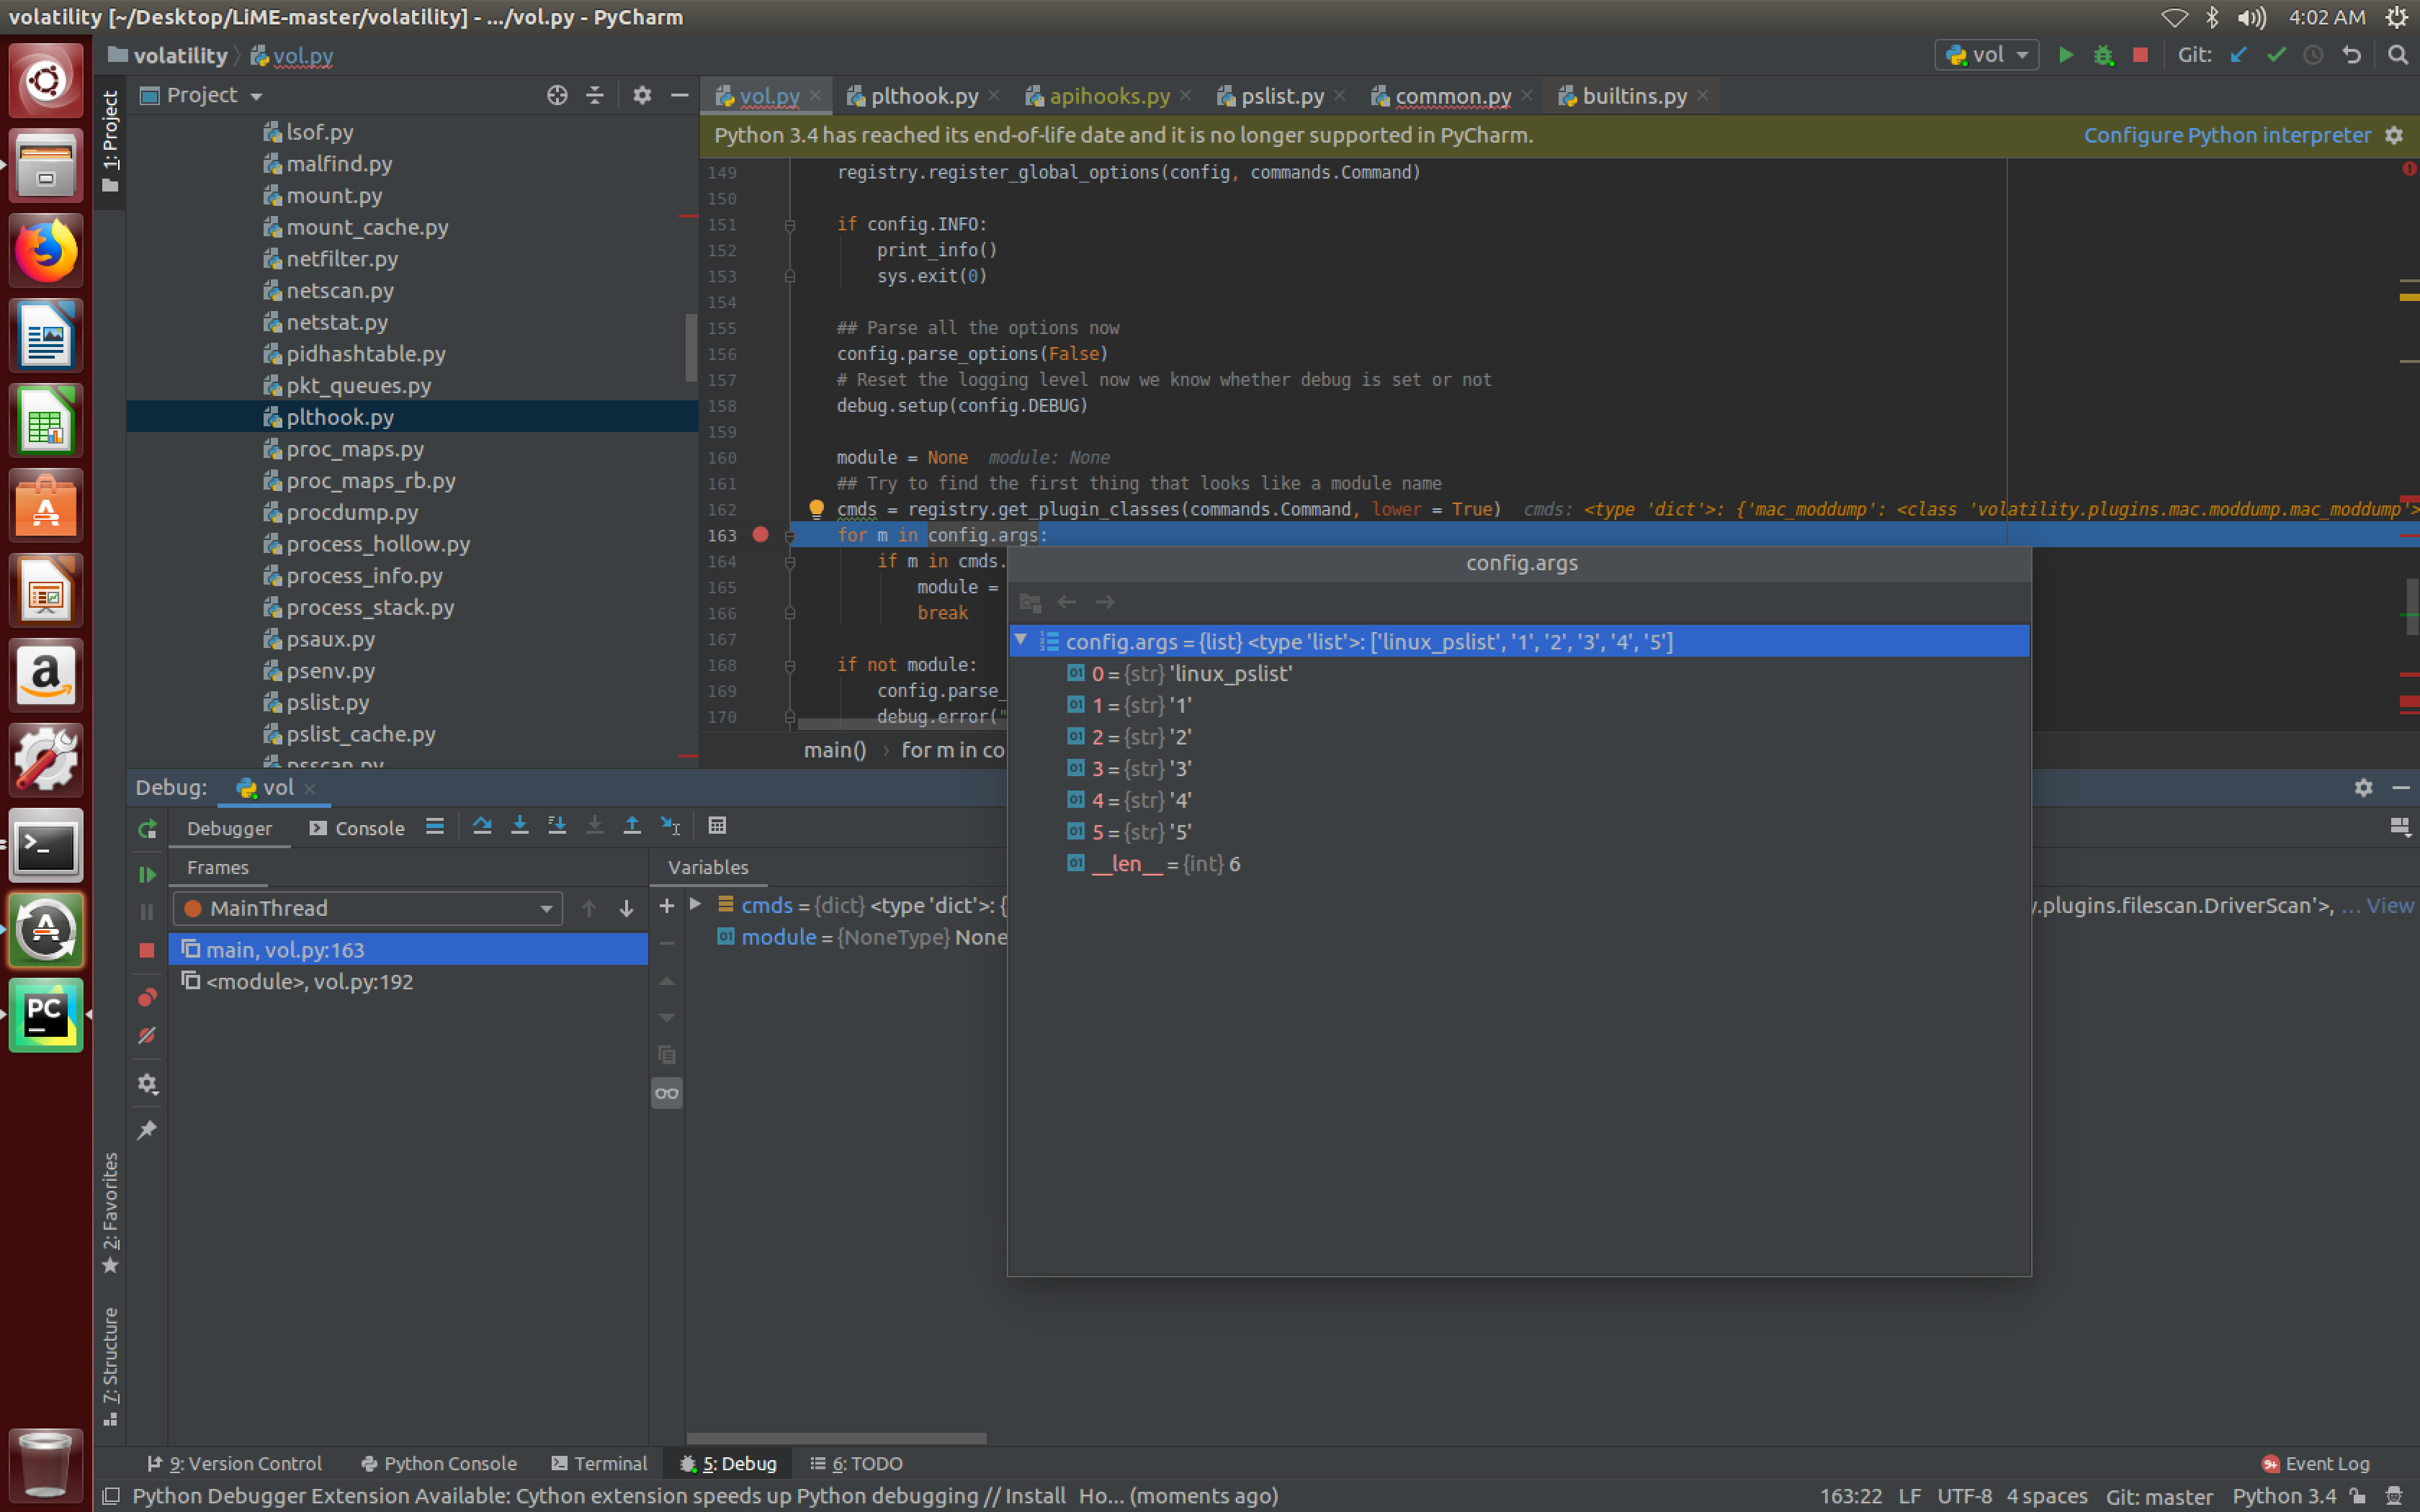 volatility [~/Desktop/LiME-master/volatility] - .../vol.py - PyCharm
4:02 AM
volatility
vol.py
vol
Git:
1: Project
Project
lsof.py
malfind.py
mount.py
mount_cache.py
netfilter.py
netscan.py
netstat.py
pidhashtable.py
pkt_queues.py
plthook.py
proc_maps.py
proc_maps_rb.py
procdump.py
process_hollow.py
process_info.py
process_stack.py
psaux.py
psenv.py
pslist.py
pslist_cache.py
psscan.py
vol.py
plthook.py
apihooks.py
pslist.py
common.py
builtins.py
Python 3.4 has reached its end-of-life date and it is no longer supported in PyCharm.
Configure Python interpreter
149 registry.register_global_options(config, commands.Command)
150
151 if config.INFO:
152 print_info()
153 sys.exit(0)
154
155 ## Parse all the options now
156 config.parse_options(False)
157 # Reset the logging level now we know whether debug is set or not
158 debug.setup(config.DEBUG)
159
160 module = None module: None
161 ## Try to find the first thing that looks like a module name
162 cmds = registry.get_plugin_classes(commands.Command, lower = True) cmds: <type 'dict'>: {'mac_moddump': <class 'volatility.plugins.mac.moddump.mac_moddump'>
163 for m in config.args:
164 if m in cmds.
165 module =
166 break
167
168 if not module:
169 config.parse_
170 debug.error("
main() › for m in co
config.args
config.args = {list} <type 'list'>: ['linux_pslist', '1', '2', '3', '4', '5']
0 = {str} 'linux_pslist'
1 = {str} '1'
2 = {str} '2'
3 = {str} '3'
4 = {str} '4'
5 = {str} '5'
__len__ = {int} 6
Debug:
vol
Debugger
Console
Frames
Variables
MainThread
main, vol.py:163
<module>, vol.py:192
cmds = {dict} <type 'dict'>: {
.plugins.filescan.DriverScan'>, ... View
module = {NoneType} None
2: Favorites
7: Structure
9: Version Control
Python Console
Terminal
5: Debug
6: TODO
9+ Event Log
Python Debugger Extension Available: Cython extension speeds up Python debugging // Install Ho... (moments ago)
163:22 LF UTF-8 4 spaces Git: master Python 3.4